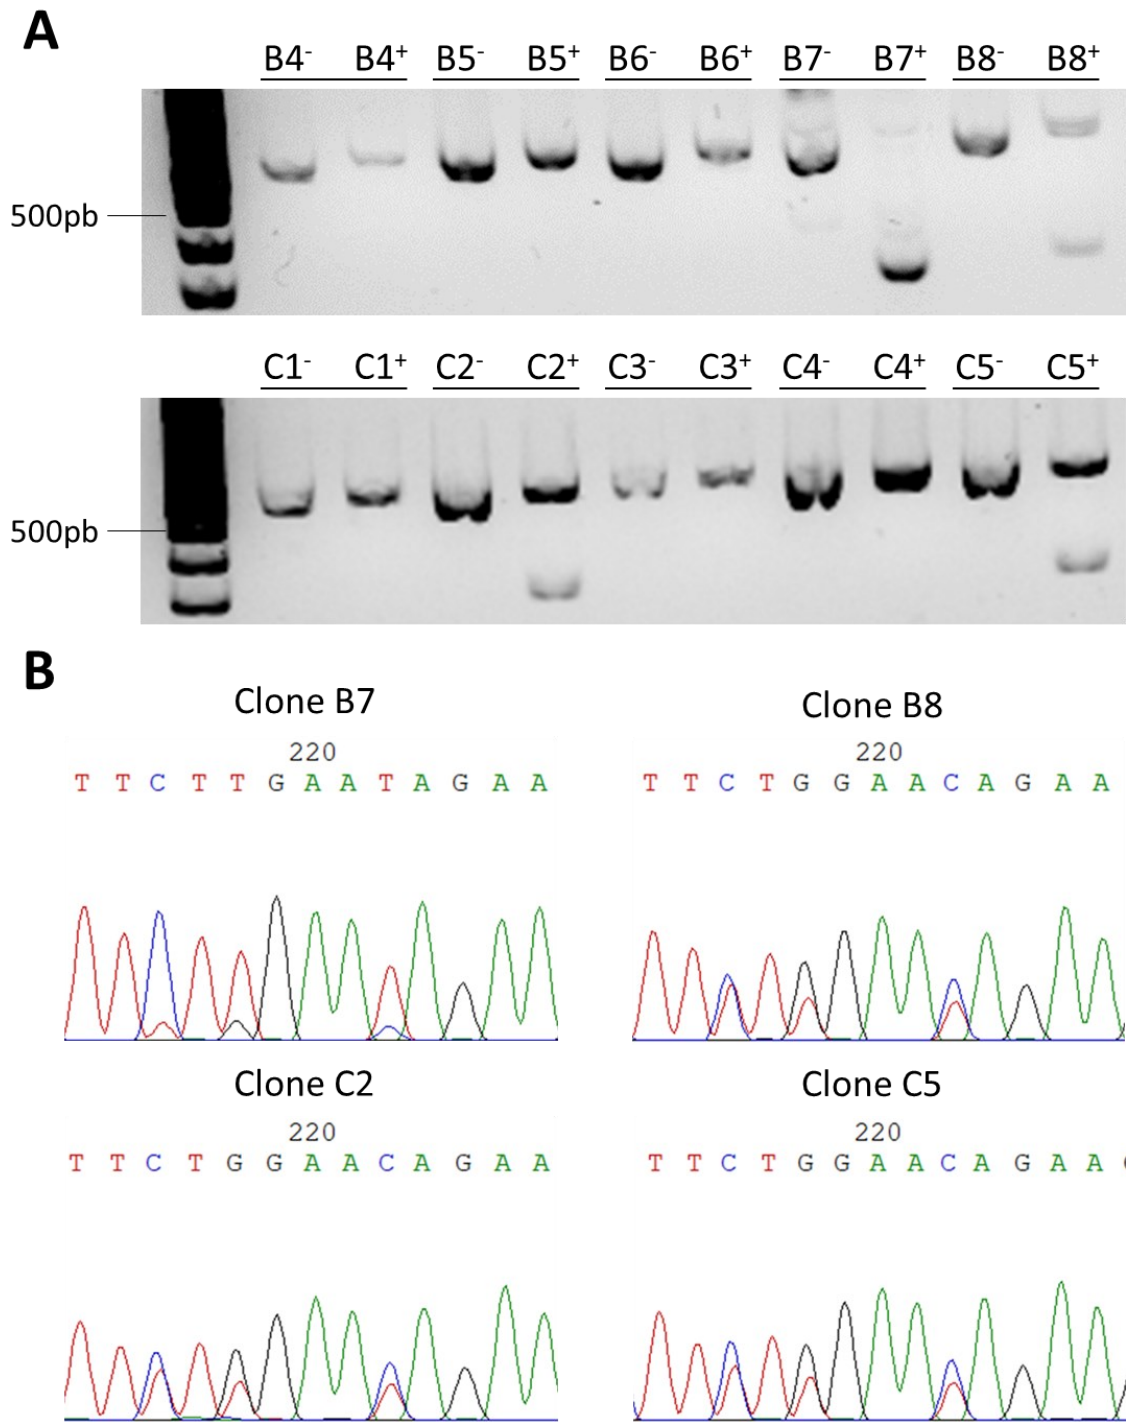 A
B4- B4+ B5- B5+ B6- B6+ B7- B7+ B8- B8+
500pb
C1- C1+ C2- C2+ C3- C3+ C4- C4+ C5- C5+
500pb
B
Clone B7
220
T T C T T G A A T A G A A
Clone B8
220
T T C T G G A A C A G A A
Clone C2
220
T T C T G G A A C A G A A
Clone C5
220
T T C T G G A A C A G A A